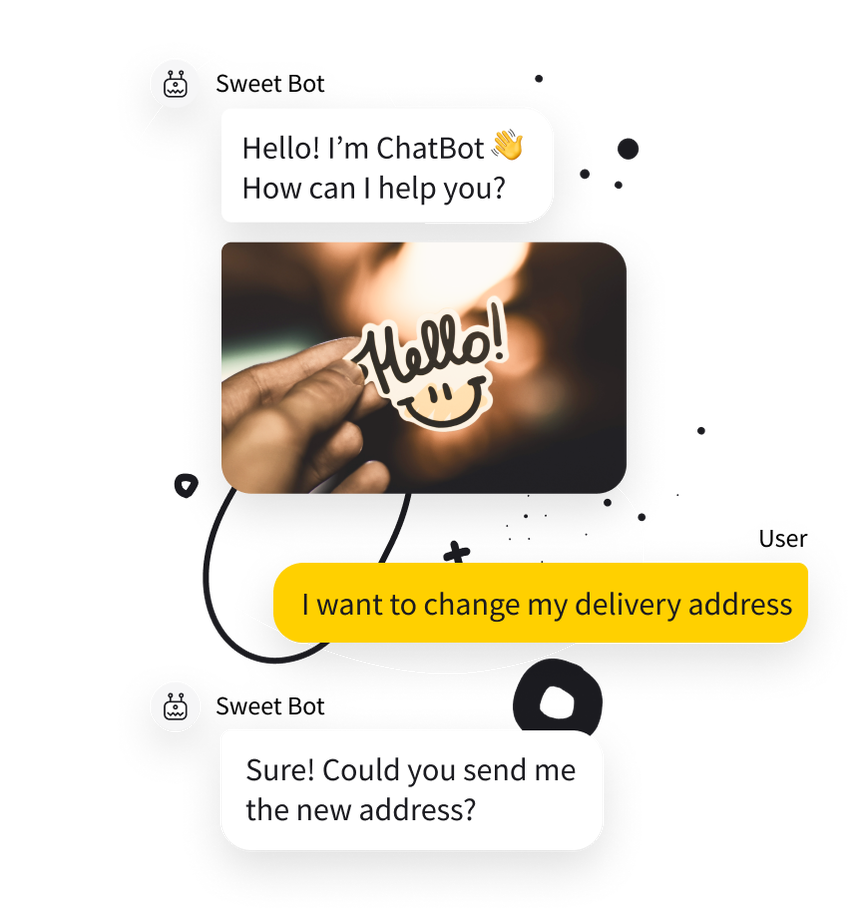 Sweet Bot
Hello! I’m ChatBot 👋
How can I help you?
Hello!
User
I want to change my delivery address
Sweet Bot
Sure! Could you send me
the new address?